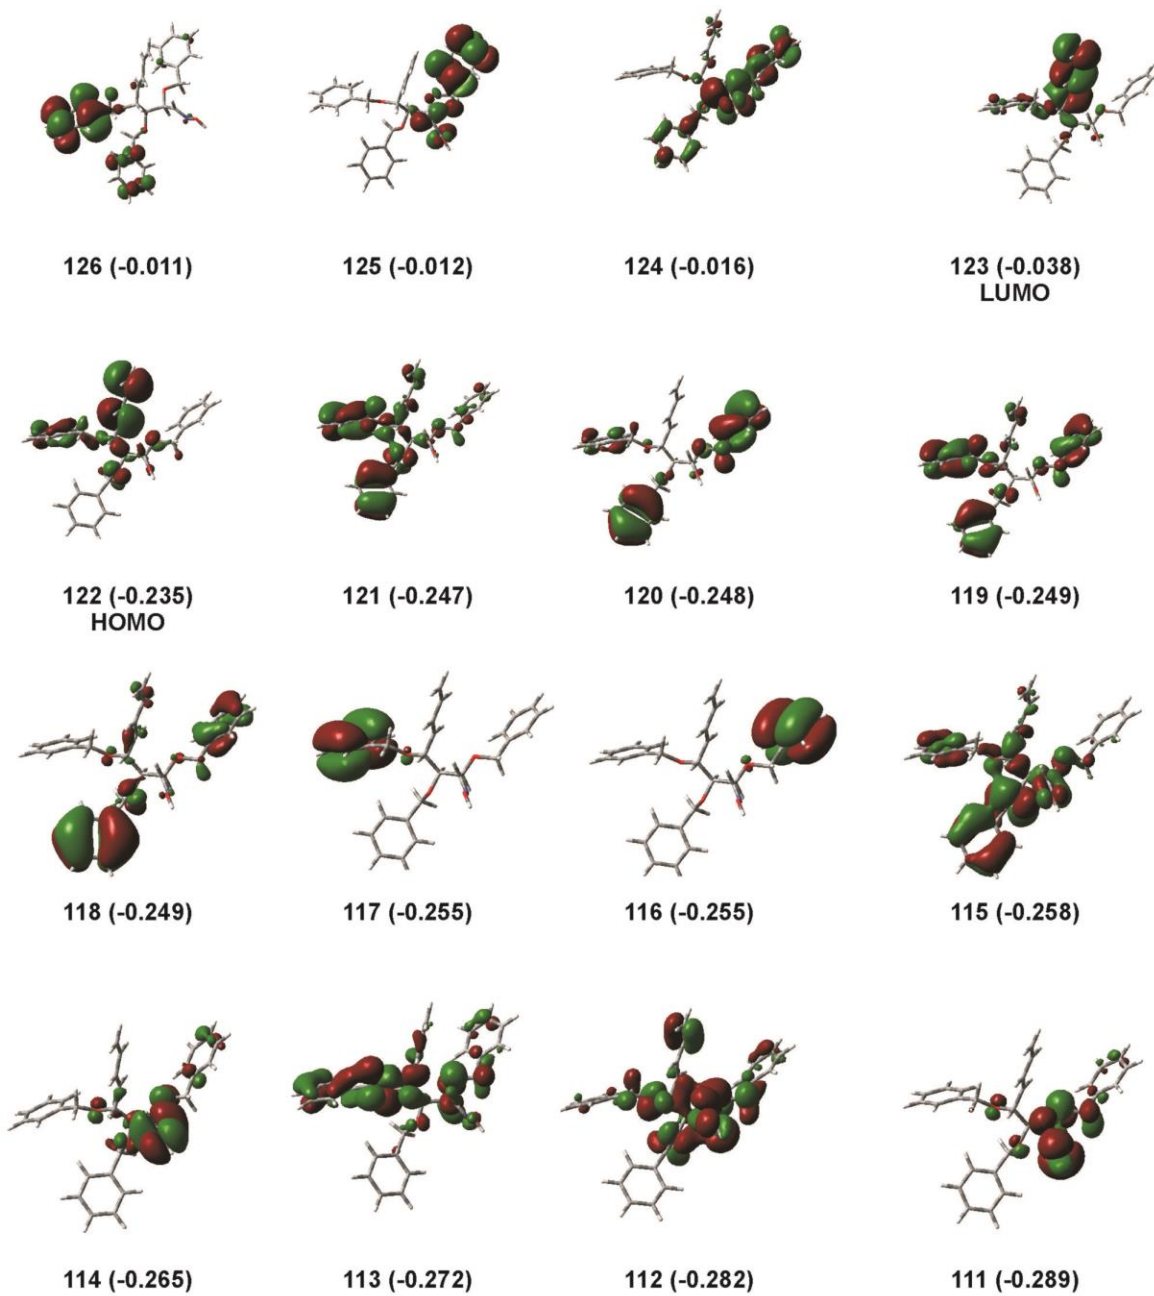 126 (-0.011) 125 (-0.012) 124 (-0.016) 123 (-0.038)
LUMO
122 (-0.235) 121 (-0.247) 120 (-0.248) 119 (-0.249)
HOMO
118 (-0.249) 117 (-0.255) 116 (-0.255) 115 (-0.258)
114 (-0.265) 113 (-0.272) 112 (-0.282) 111 (-0.289)